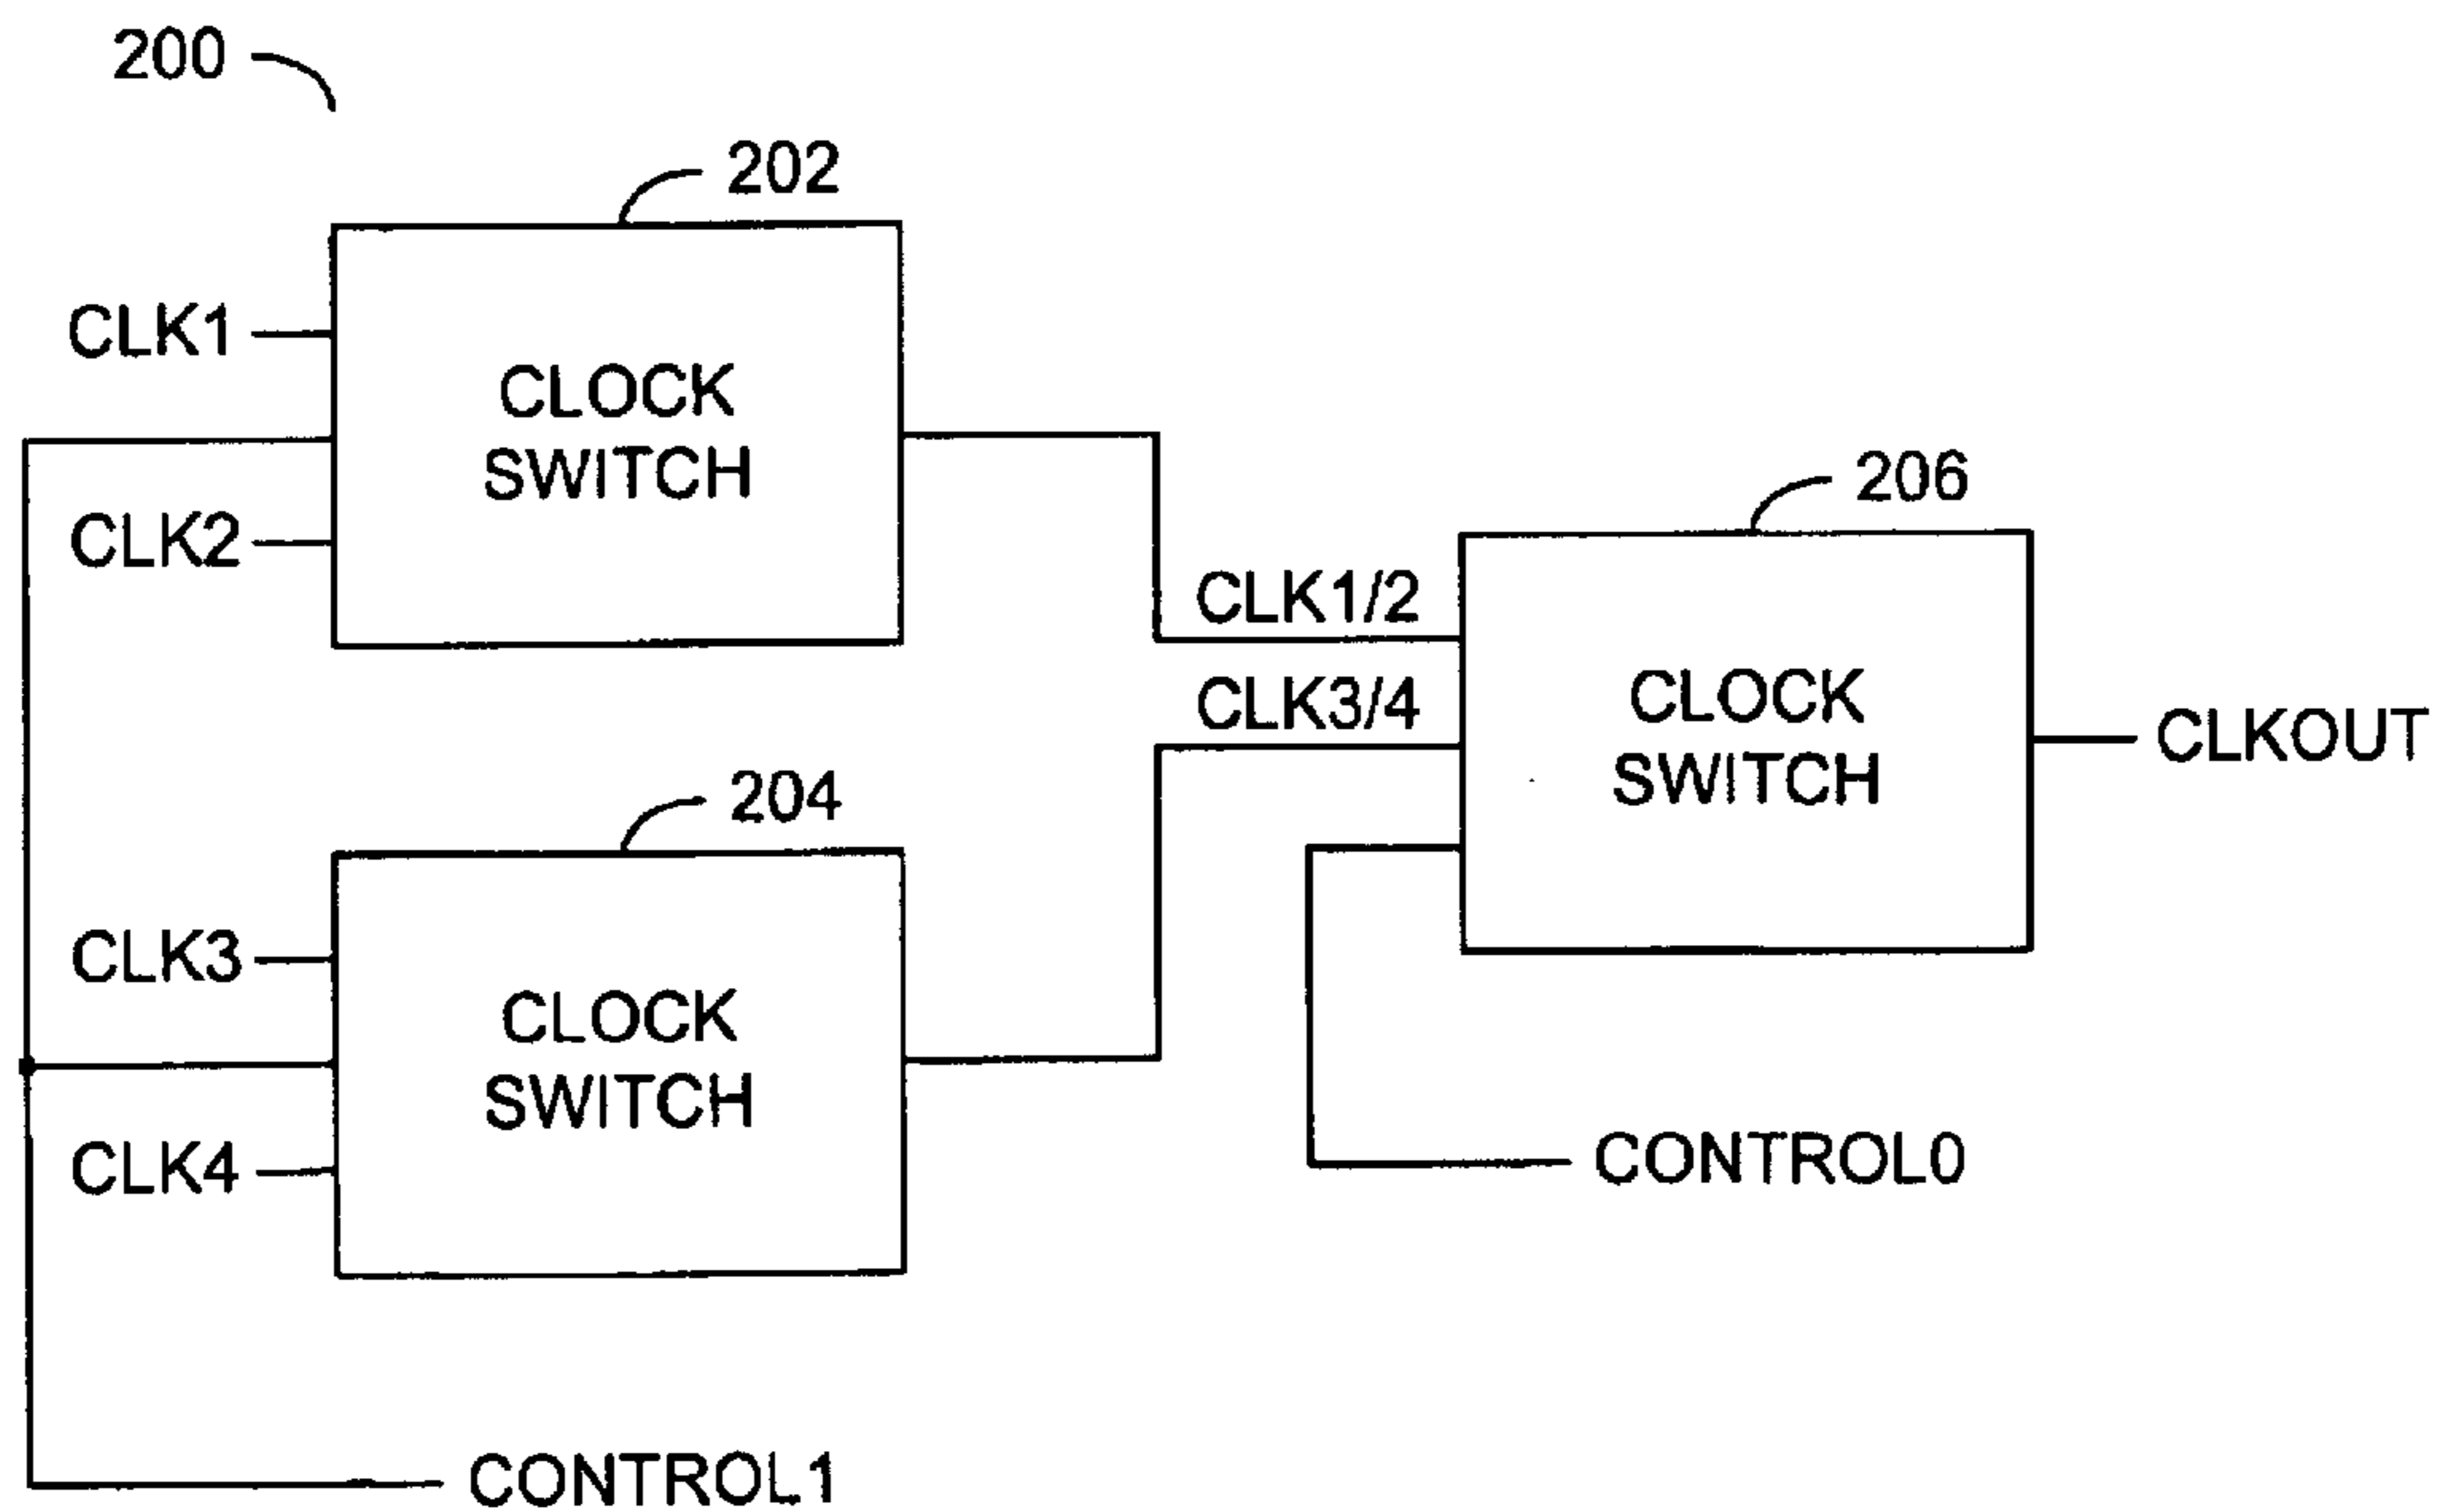 200
202
CLK1
CLOCK
SWITCH
CLK2
206
CLK1/2
CLK3/4
CLOCK
SWITCH
CLKOUT
204
CLK3
CLOCK
SWITCH
CLK4
CONTROL0
CONTROL1